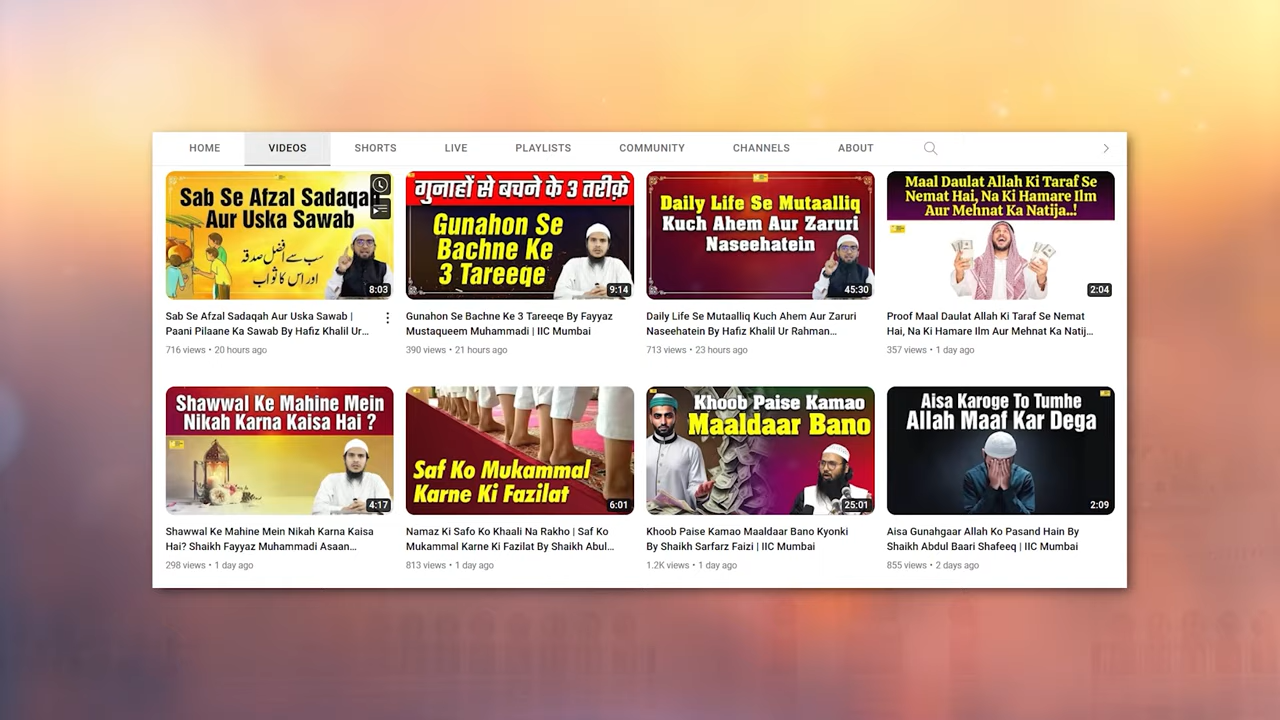 HOME VIDEOS SHORTS LIVE PLAYLISTS COMMUNITY CHANNELS ABOUT
Sab Se Afzal Sadaqah
Aur Uska Sawab
سب سے افضل صدقہ
اور اس کا ثواب
8:03
Sab Se Afzal Sadaqah Aur Uska Sawab |
Paani Pilaane Ka Sawab By Hafiz Khalil Ur...
716 views • 20 hours ago
गुनाहों से बचने के 3 तरीक़े
Gunahon Se
Bachne Ke
3 Tareeqe
9:14
Gunahon Se Bachne Ke 3 Tareeqe By Fayyaz
Mustaqueem Muhammadi | IIC Mumbai
390 views • 21 hours ago
Daily Life Se Mutaalliq
Kuch Ahem Aur Zaruri
Naseehatein
45:30
Daily Life Se Mutaalliq Kuch Ahem Aur Zaruri
Naseehatein By Hafiz Khalil Ur Rahman...
713 views • 23 hours ago
Maal Daulat Allah Ki Taraf Se
Nemat Hai, Na Ki Hamare Ilm
Aur Mehnat Ka Natija..!
2:04
Proof Maal Daulat Allah Ki Taraf Se Nemat
Hai, Na Ki Hamare Ilm Aur Mehnat Ka Natij...
357 views • 1 day ago
Shawwal Ke Mahine Mein
Nikah Karna Kaisa Hai ?
4:17
Shawwal Ke Mahine Mein Nikah Karna Kaisa
Hai? Shaikh Fayyaz Muhammadi Asaan...
298 views • 1 day ago
Saf Ko Mukammal
Karne Ki Fazilat
6:01
Namaz Ki Safo Ko Khaali Na Rakho | Saf Ko
Mukammal Karne Ki Fazilat By Shaikh Abul...
813 views • 1 day ago
Khoob Paise Kamao
Maaldaar Bano
25:01
Khoob Paise Kamao Maaldaar Bano Kyonki
By Shaikh Sarfarz Faizi | IIC Mumbai
1.2K views • 1 day ago
Aisa Karoge To Tumhe
Allah Maaf Kar Dega
2:09
Aisa Gunahgaar Allah Ko Pasand Hain By
Shaikh Abdul Baari Shafeeq | IIC Mumbai
855 views • 2 days ago